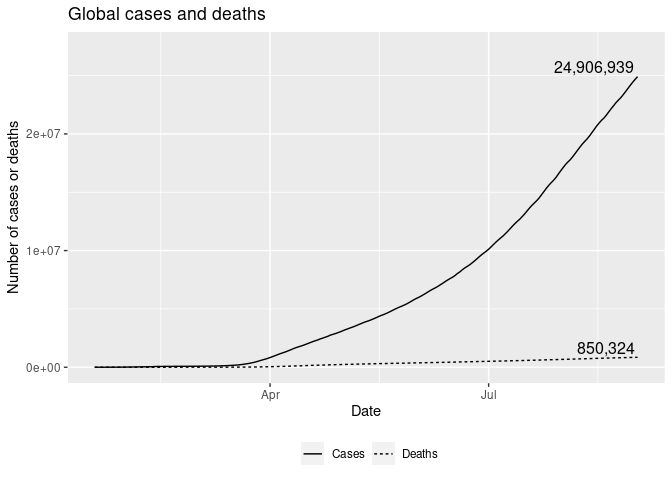 Global cases and deaths
24,906,939
2e+07
Number of cases or deaths
1e+07
850,324
0e+00
Apr Jul
Date
Cases Deaths